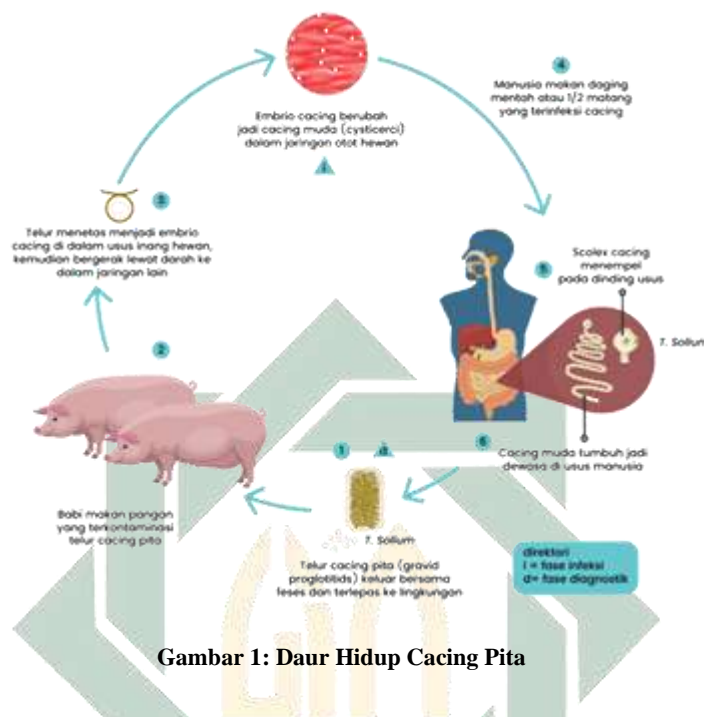 Embrio cacing berubah
jadi cacing muda (cysticerci)
dalam jaringan otot hewan
i
4
Manusia makan daging
mentah atau 1/2 matang
yang terinfeksi cacing
3
Telur menetas menjadi embrio
cacing di dalam usus inang hewan,
kemudian bergerak lewat darah ke
dalam jaringan lain
5
Scolex cacing
menempel
pada dinding usus
T. Solium
2
Cacing muda tumbuh jadi
dewasa di usus manusia
6
1
d
Babi makan pangan
yang terkontaminasi
telur cacing pita
T. Solium
Telur cacing pita (gravid
proglottids) keluar bersama
feses dan terlepas ke lingkungan
direktori
i = fase infeksi
d= fase diagnostik
Gambar 1: Daur Hidup Cacing Pita